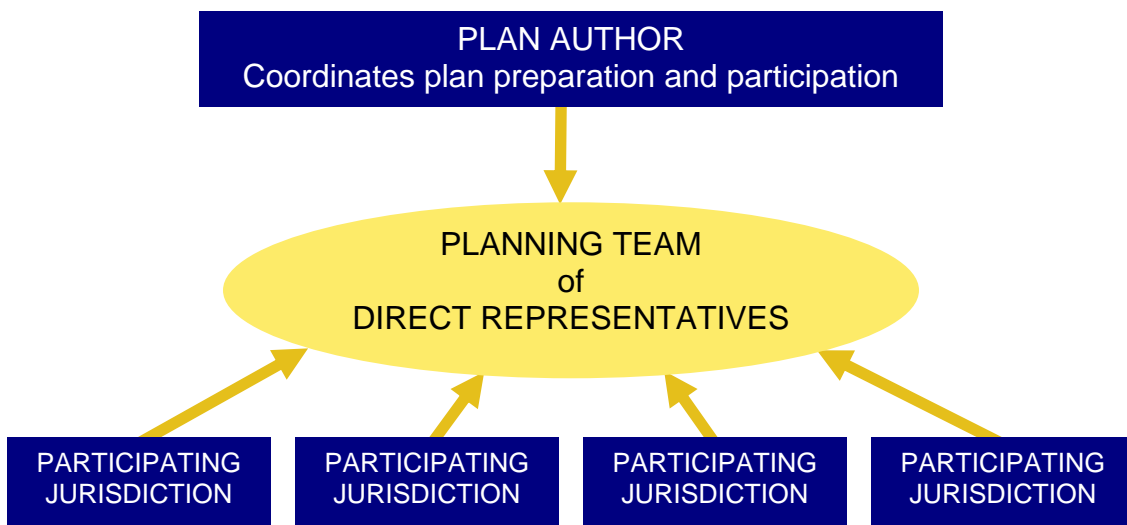 PLAN AUTHOR
Coordinates plan preparation and participation
PLANNING TEAM
of
DIRECT REPRESENTATIVES
PARTICIPATING
JURISDICTION
PARTICIPATING
JURISDICTION
PARTICIPATING
JURISDICTION
PARTICIPATING
JURISDICTION